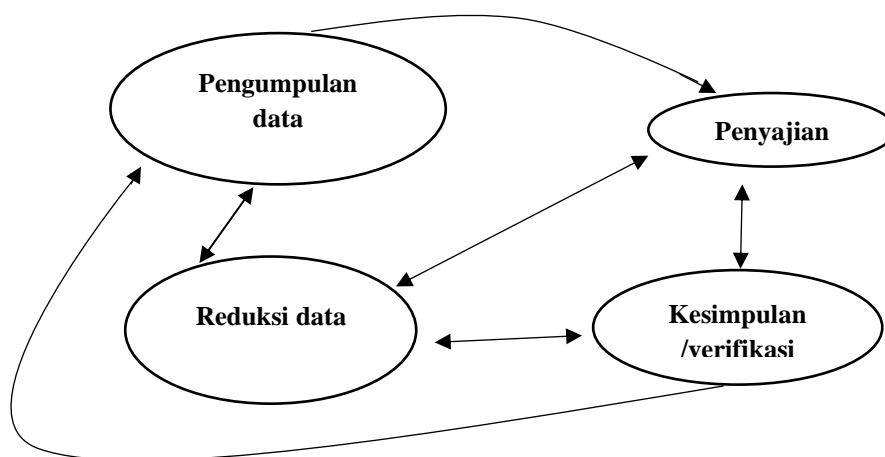 Pengumpulan
data
Penyajian
Reduksi data
Kesimpulan
/verifikasi